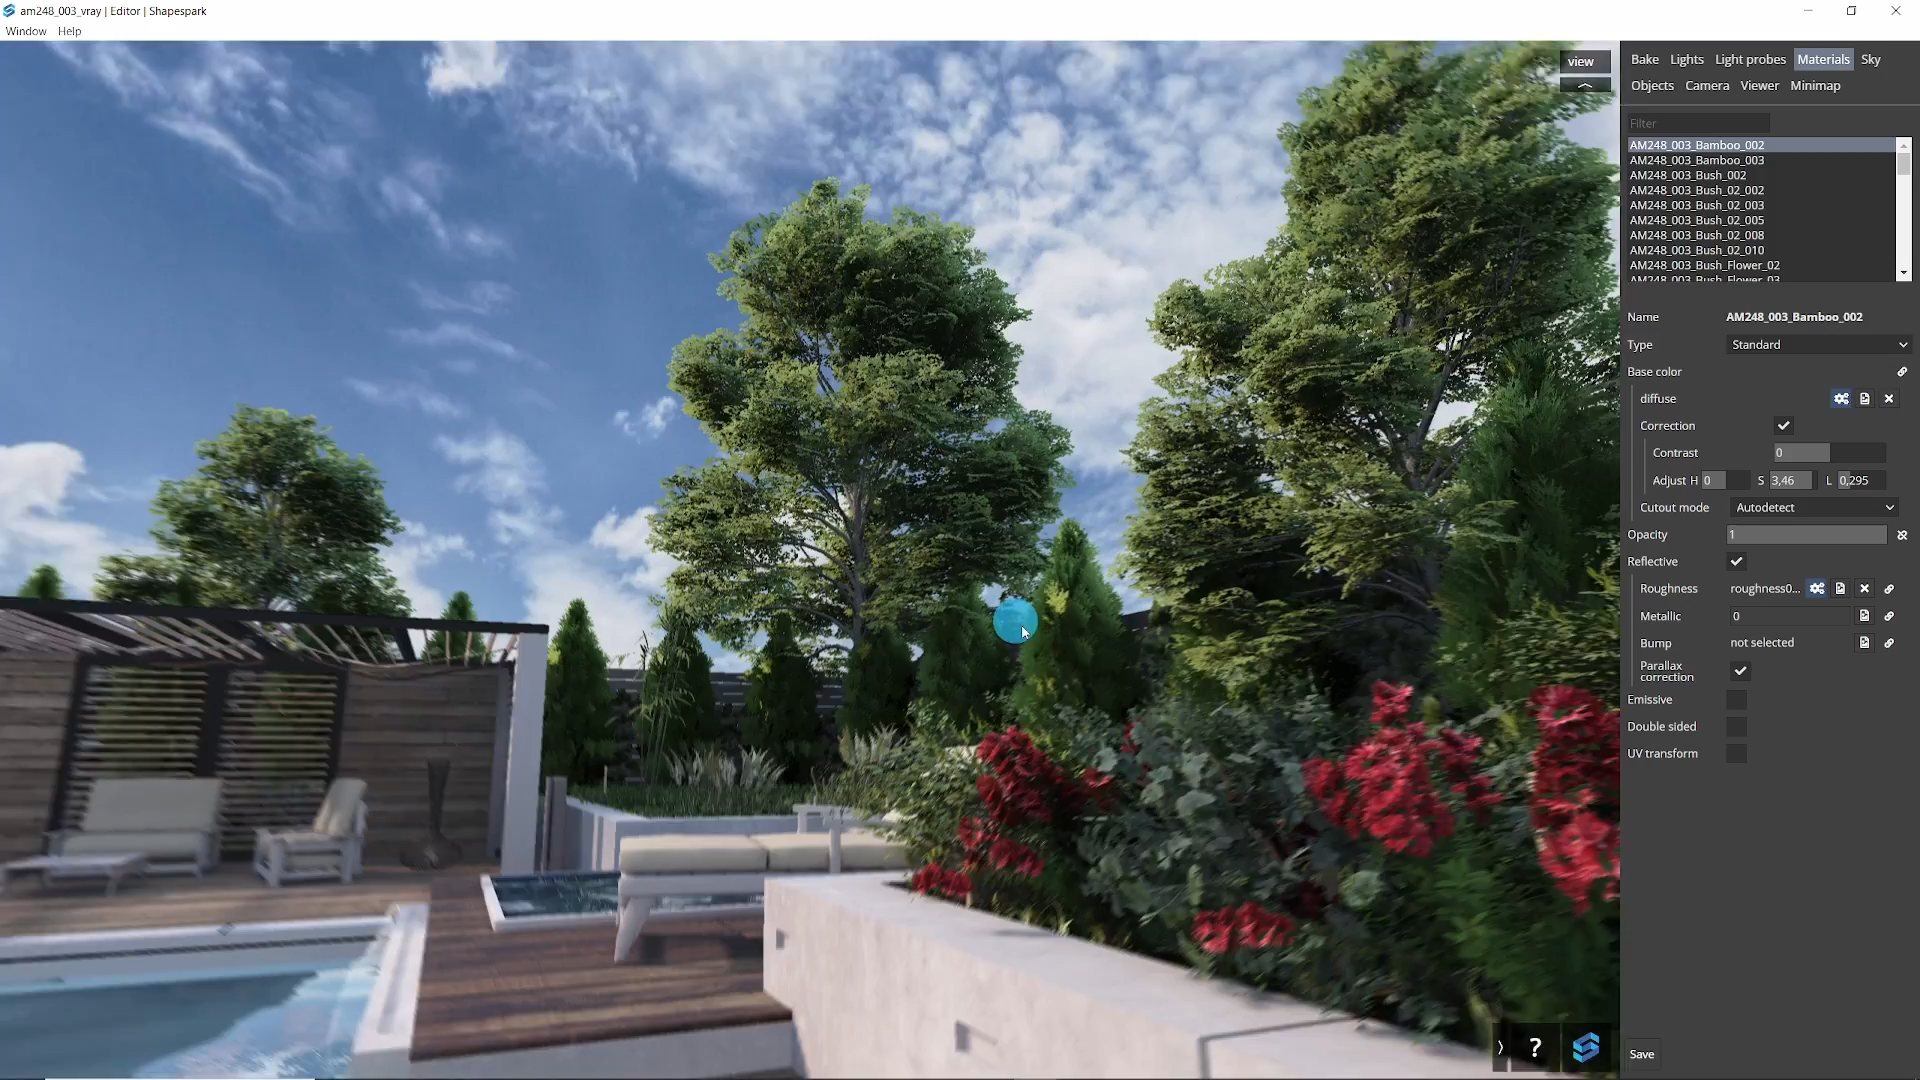 am248_003_vray | Editor | Shapespark
Window Help
view
Bake Lights Light probes Materials Sky
Objects Camera Viewer Minimap
Filter
AM248_003_Bamboo_002
AM248_003_Bamboo_003
AM248_003_Bush_002
AM248_003_Bush_02_002
AM248_003_Bush_02_003
AM248_003_Bush_02_005
AM248_003_Bush_02_008
AM248_003_Bush_02_010
AM248_003_Bush_Flower_02
AM248_003_Bush_Flower_03
Name AM248_003_Bamboo_002
Type Standard
Base color
diffuse
Correction
Contrast 0
Adjust H 0 S 3,46 L 0,295
Cutout mode Autodetect
Opacity 1
Reflective
Roughness roughness0...
Metallic 0
Bump not selected
Parallax
correction
Emissive
Double sided
UV transform
?
Save